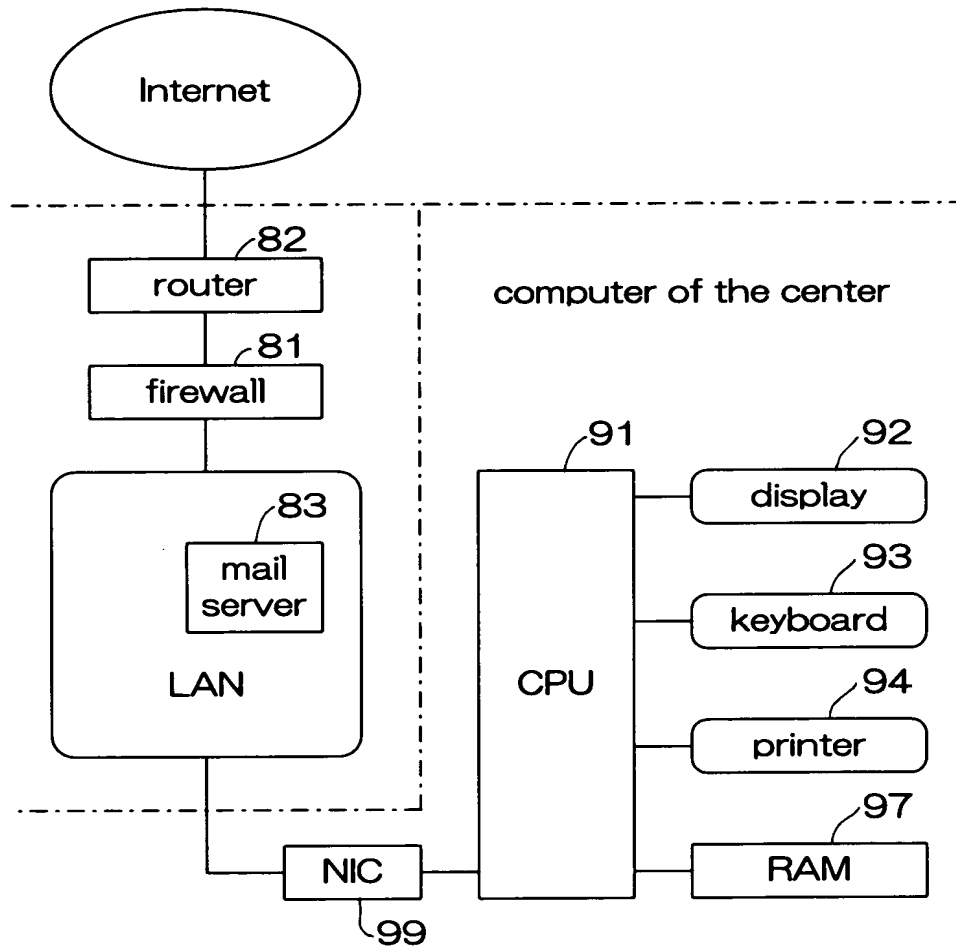 Internet
82
router
computer of the center
81
firewall
91
92
display
83
mail
server
93
keyboard
LAN
CPU
94
printer
97
RAM
NIC
99